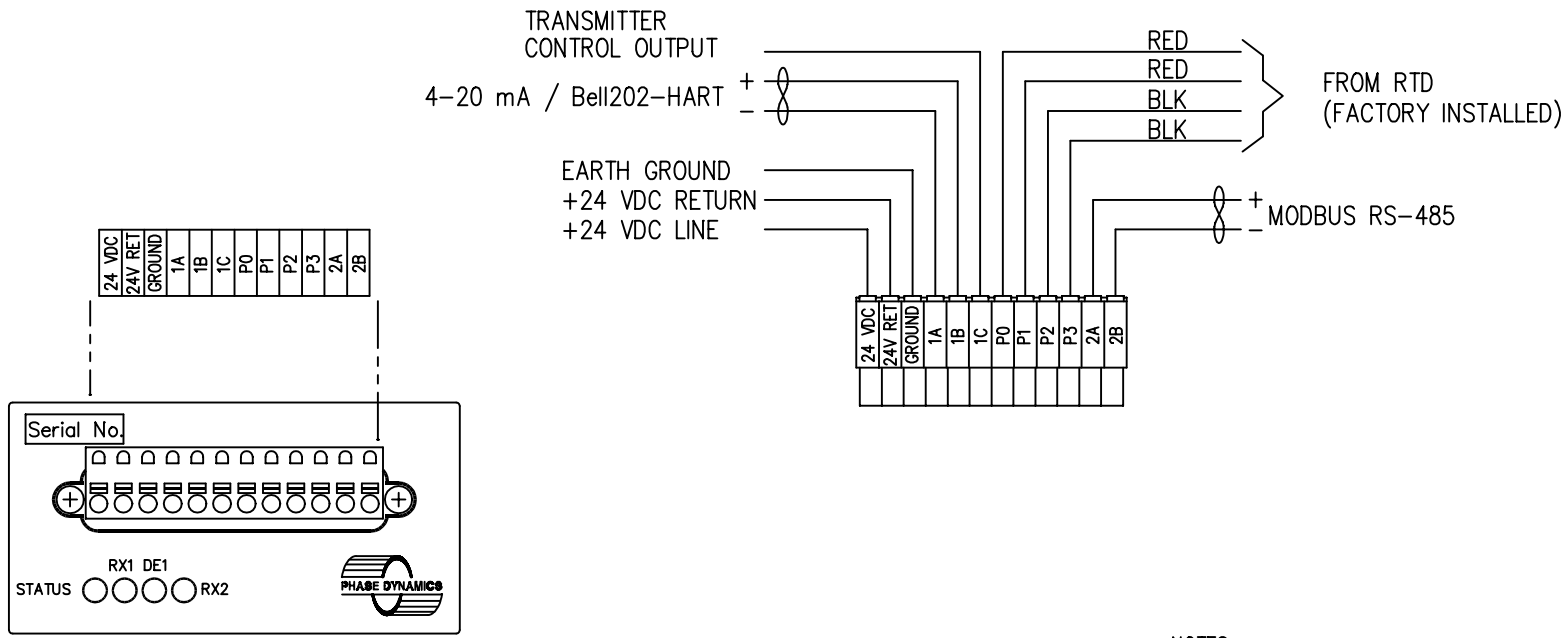 TRANSMITTER
CONTROL OUTPUT
4-20 mA / Bell202-HART
+
-
EARTH GROUND
+24 VDC RETURN
+24 VDC LINE
RED
RED
BLK
BLK
FROM RTD
(FACTORY INSTALLED)
+
-
MODBUS RS-485
24 VDC
24V RET
GROUND
1A
1B
1C
P0
P1
P2
P3
2A
2B
24 VDC
24V RET
GROUND
1A
1B
1C
P0
P1
P2
P3
2A
2B
Serial No.
RX1 DE1
STATUS
RX2
PHASE DYNAMICS